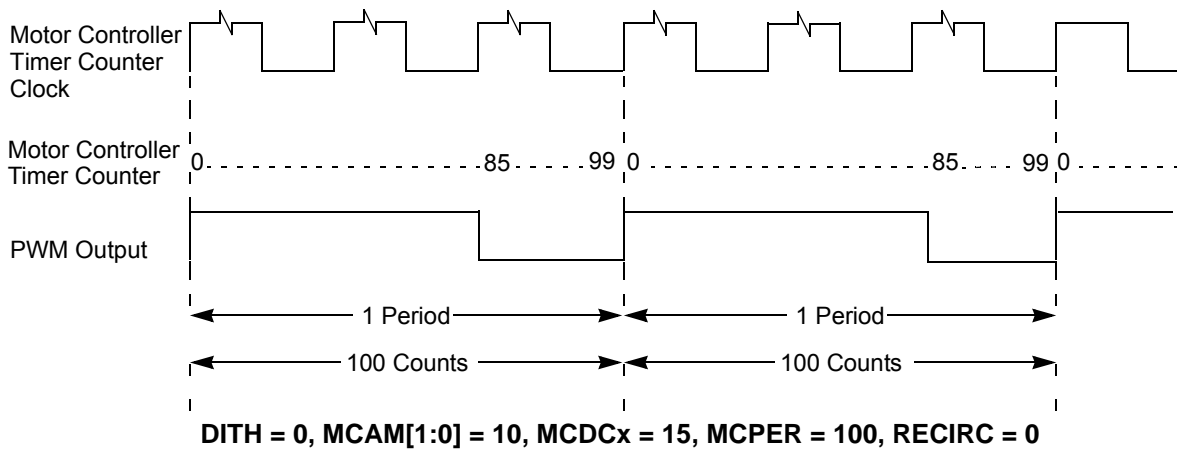 Motor Controller
Timer Counter
Clock
Motor Controller
Timer Counter
0 85 99 0 85 99 0
PWM Output
1 Period 1 Period
100 Counts 100 Counts
DITH = 0, MCAM[1:0] = 10, MCDCx = 15, MCPER = 100, RECIRC = 0